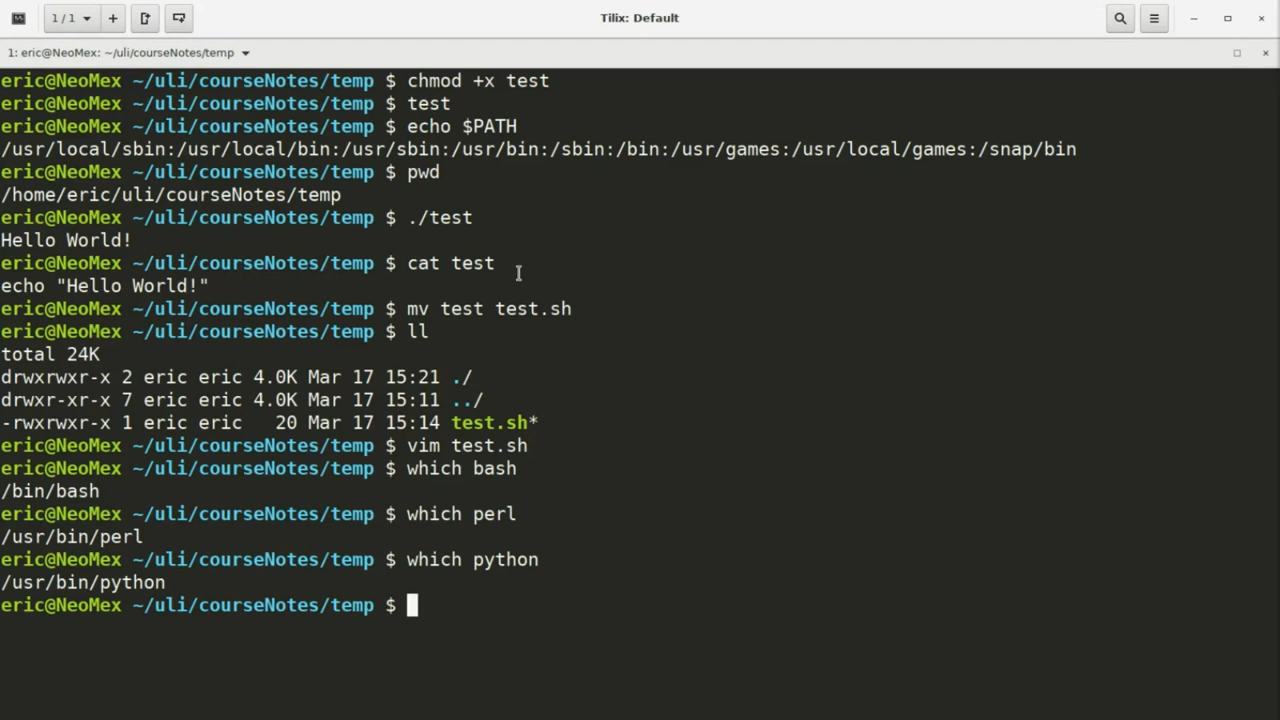 1 / 1
Tilix: Default
1: eric@NeoMex: ~/uli/courseNotes/temp
eric@NeoMex ~/uli/courseNotes/temp $ chmod +x test
eric@NeoMex ~/uli/courseNotes/temp $ test
eric@NeoMex ~/uli/courseNotes/temp $ echo $PATH
/usr/local/sbin:/usr/local/bin:/usr/sbin:/usr/bin:/sbin:/bin:/usr/games:/usr/local/games:/snap/bin
eric@NeoMex ~/uli/courseNotes/temp $ pwd
/home/eric/uli/courseNotes/temp
eric@NeoMex ~/uli/courseNotes/temp $ ./test
Hello World!
eric@NeoMex ~/uli/courseNotes/temp $ cat test
echo "Hello World!"
eric@NeoMex ~/uli/courseNotes/temp $ mv test test.sh
eric@NeoMex ~/uli/courseNotes/temp $ ll
total 24K
drwxrwxr-x 2 eric eric 4.0K Mar 17 15:21 ./
drwxr-xr-x 7 eric eric 4.0K Mar 17 15:11 ../
-rwxrwxr-x 1 eric eric   20 Mar 17 15:14 test.sh*
eric@NeoMex ~/uli/courseNotes/temp $ vim test.sh
eric@NeoMex ~/uli/courseNotes/temp $ which bash
/bin/bash
eric@NeoMex ~/uli/courseNotes/temp $ which perl
/usr/bin/perl
eric@NeoMex ~/uli/courseNotes/temp $ which python
/usr/bin/python
eric@NeoMex ~/uli/courseNotes/temp $